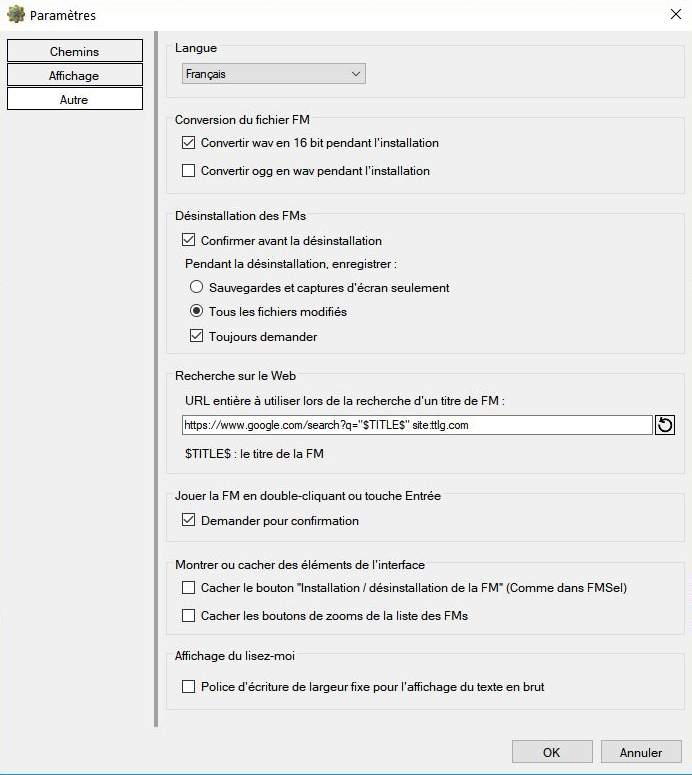 Paramètres
Chemins
Affichage
Autre
Langue
Français
Conversion du fichier FM
Convertir wav en 16 bit pendant l'installation
Convertir ogg en wav pendant l'installation
Désinstallation des FMs
Confirmer avant la désinstallation
Pendant la désinstallation, enregistrer :
Sauvegardes et captures d'écran seulement
Tous les fichiers modifiés
Toujours demander
Recherche sur le Web
URL entière à utiliser lors de la recherche d'un titre de FM :
https://www.google.com/search?q="$TITLE$" site:ttlg.com
$TITLE$ : le titre de la FM
Jouer la FM en double-cliquant ou touche Entrée
Demander pour confirmation
Montrer ou cacher des éléments de l'interface
Cacher le bouton "Installation / désinstallation de la FM" (Comme dans FMSel)
Cacher les boutons de zooms de la liste des FMs
Affichage du lisez-moi
Police d'écriture de largeur fixe pour l'affichage du texte en brut
OK
Annuler